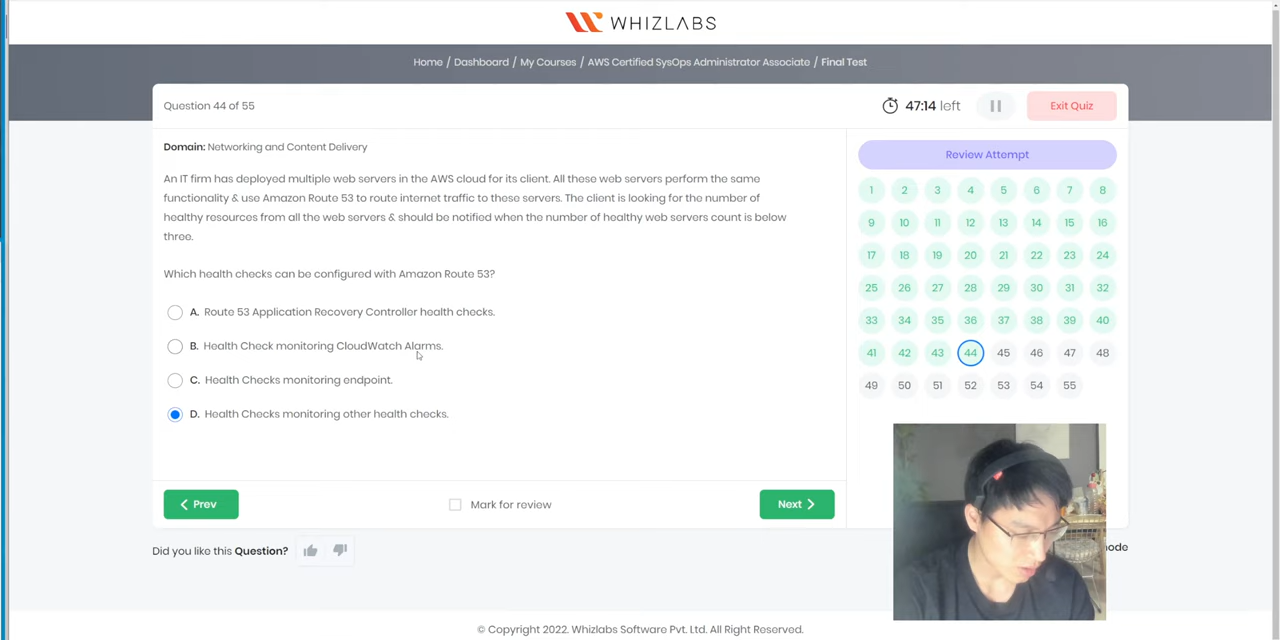 WHIZLABS
Home / Dashboard / My Courses / AWS Certified SysOps Administrator Associate / Final Test
Question 44 of 55
47:14 left
Exit Quiz
Domain: Networking and Content Delivery
An IT firm has deployed multiple web servers in the AWS cloud for its client. All these web servers perform the same
functionality & use Amazon Route 53 to route internet traffic to these servers. The client is looking for the number of
healthy resources from all the web servers & should be notified when the number of healthy web servers count is below
three.
Which health checks can be configured with Amazon Route 53?
A. Route 53 Application Recovery Controller health checks.
B. Health Check monitoring CloudWatch Alarms.
C. Health Checks monitoring endpoint.
D. Health Checks monitoring other health checks.
Prev
Mark for review
Next
Review Attempt
1 2 3 4 5 6 7 8
9 10 11 12 13 14 15 16
17 18 19 20 21 22 23 24
25 26 27 28 29 30 31 32
33 34 35 36 37 38 39 40
41 42 43 44 45 46 47 48
49 50 51 52 53 54 55
Did you like this Question?
© Copyright 2022. Whizlabs Software Pvt. Ltd. All Right Reserved.